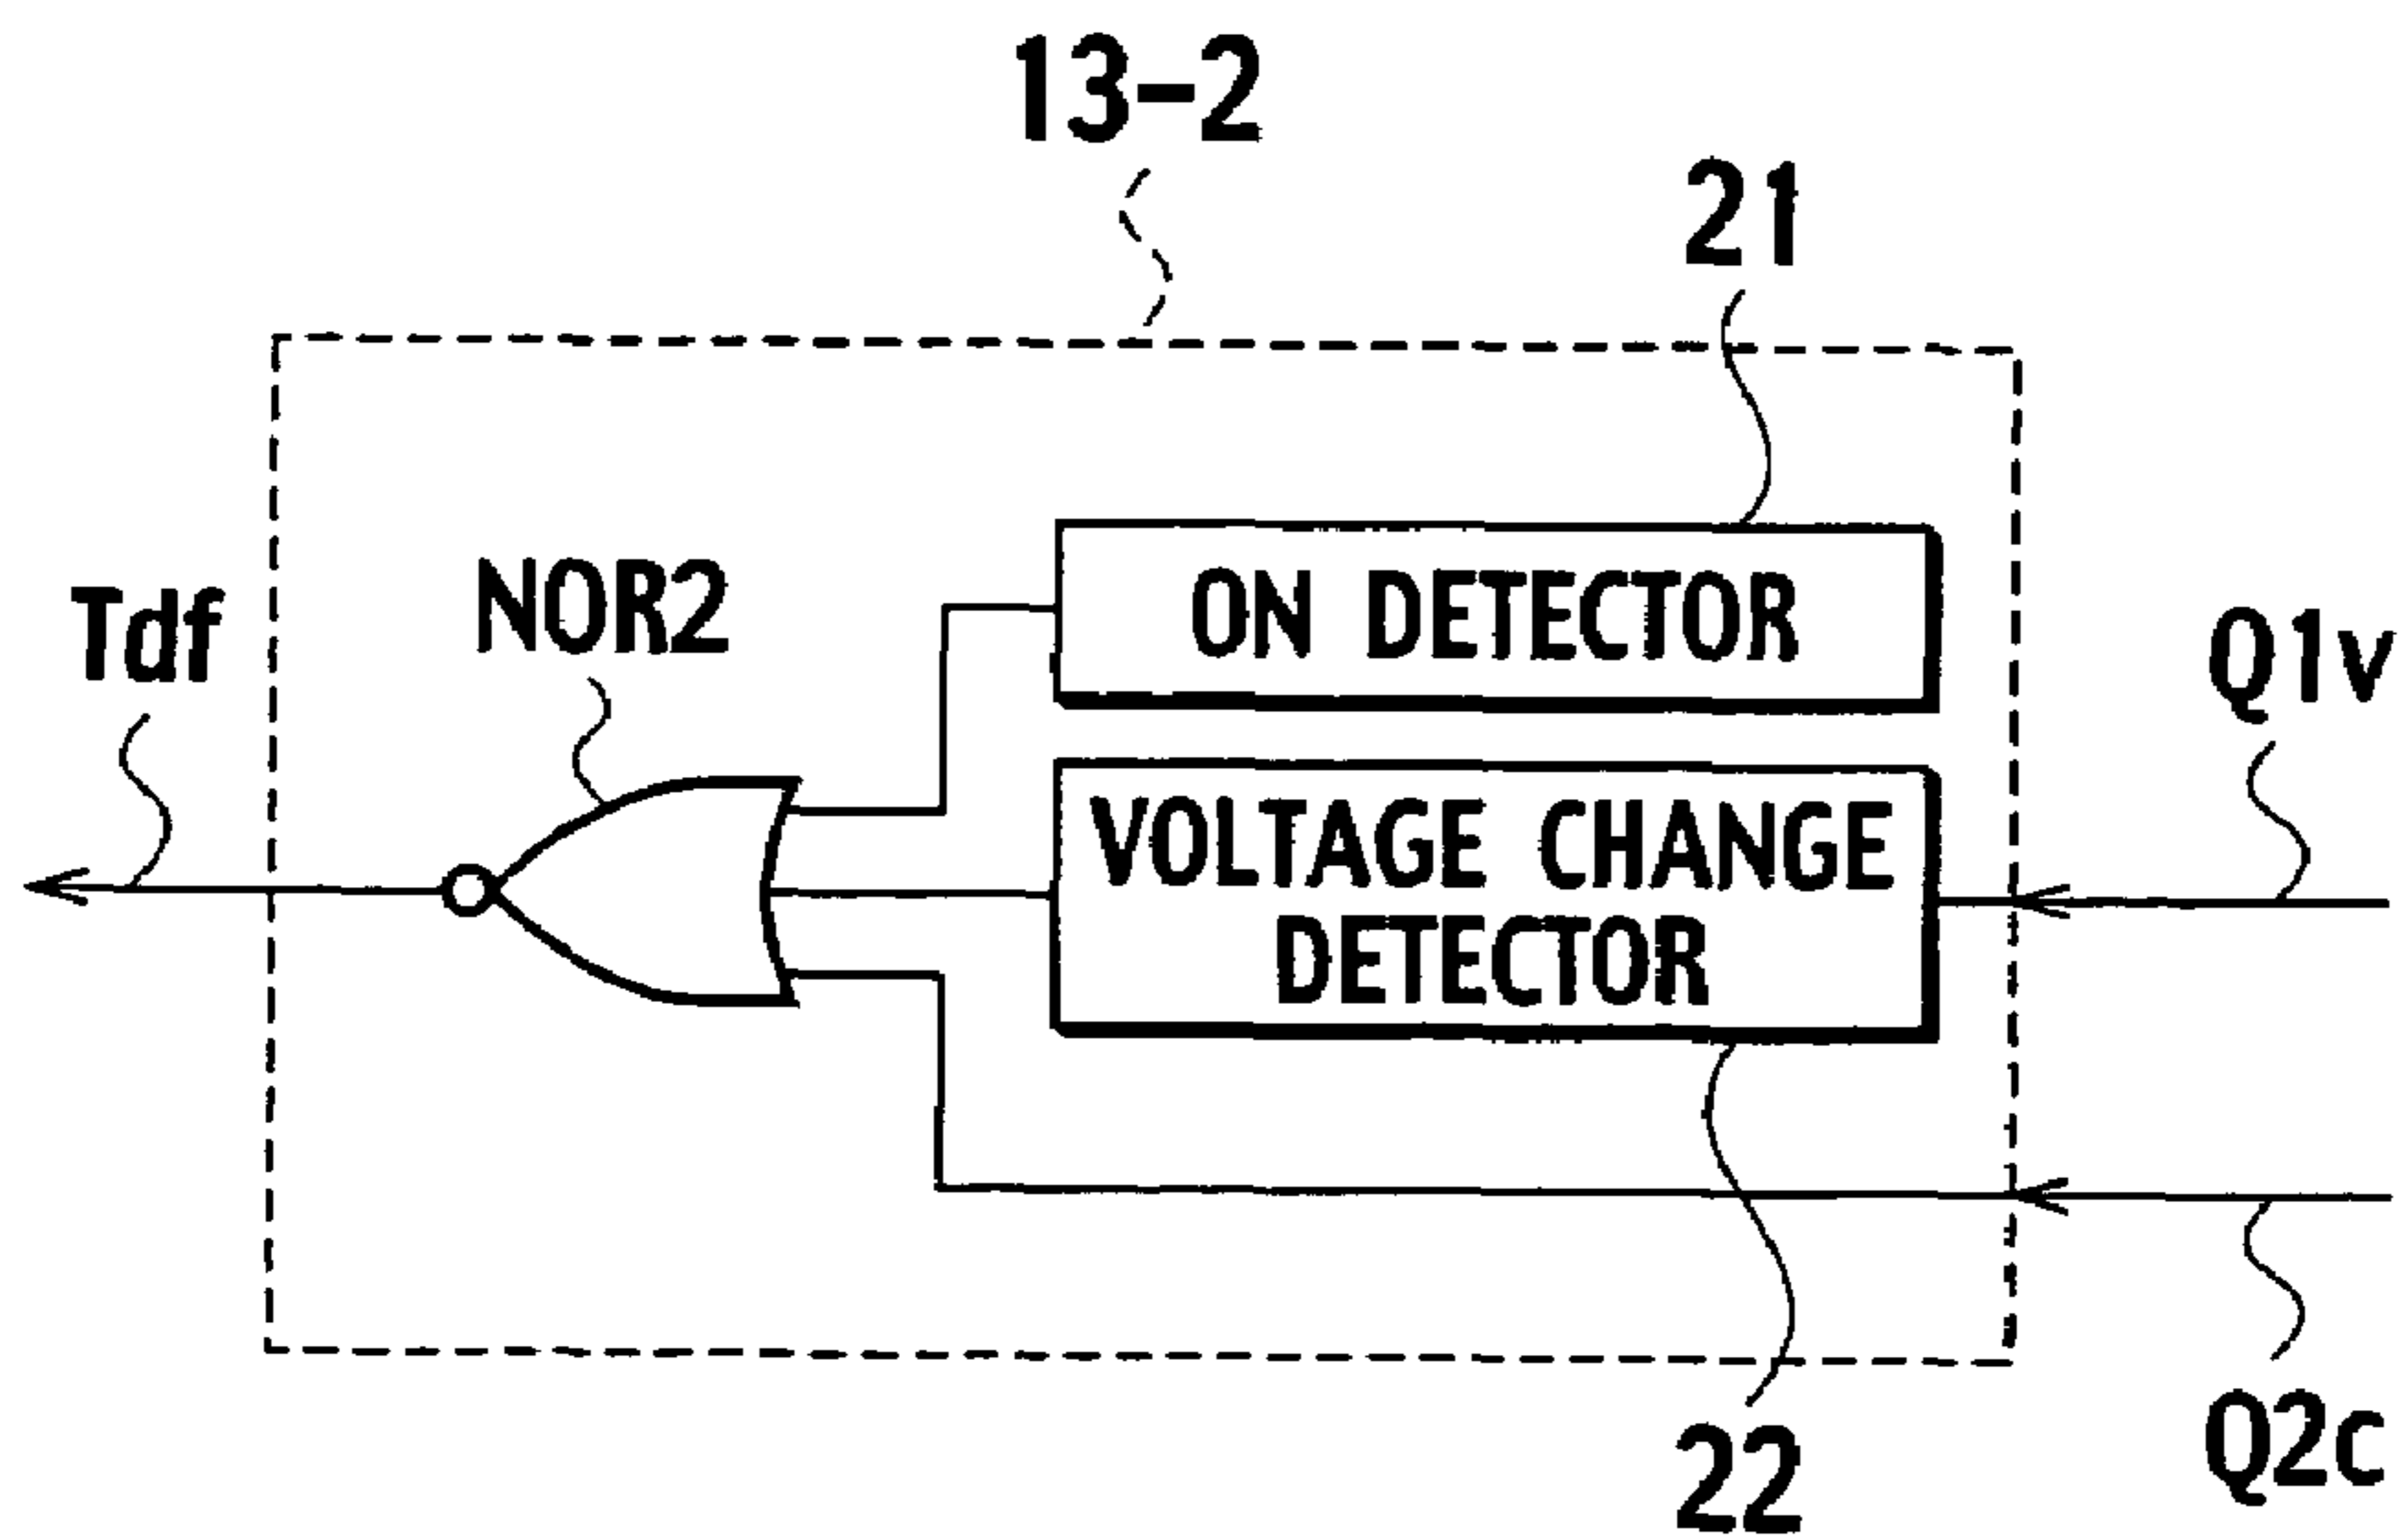 13-2
21
NOR2
ON DETECTOR
Tdf
Q1v
VOLTAGE CHANGE
DETECTOR
22
Q2c